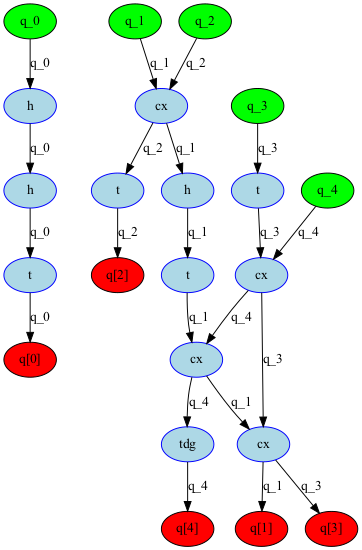 q_0 q_1 q_2
q_0 q_1 q_2
h cx q_3
q_0 q_2 q_1 q_3
h t h t q_4
q_0 q_2 q_1 q_3 q_4
t q[2] t cx
q_0 q_1 q_4
q[0] cx q_3
q_4 q_1
tdg cx
q_4 q_1 q_3
q[4] q[1] q[3]